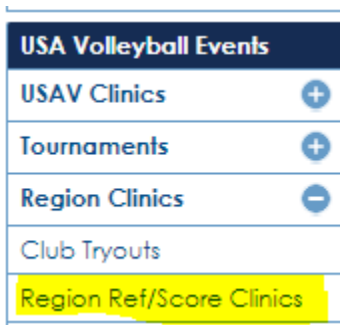 USA Volleyball Events
USAV Clinics
Tournaments
Region Clinics
Club Tryouts
Region Ref/Score Clinics